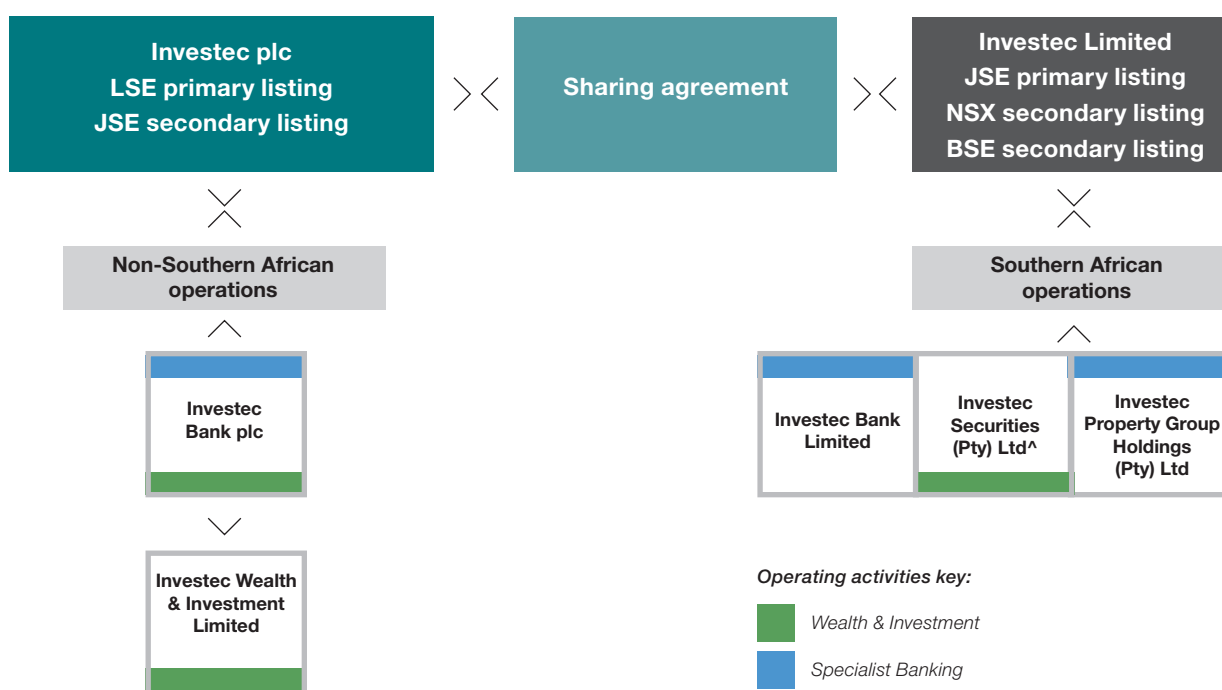 Investec plc
LSE primary listing
JSE secondary listing
Sharing agreement
Investec Limited
JSE primary listing
NSX secondary listing
BSE secondary listing
Non-Southern African
operations
Southern African
operations
Investec
Bank plc
Investec Bank
Limited
Investec
Securities
(Pty) Ltd^
Investec
Property Group
Holdings
(Pty) Ltd
Investec Wealth
& Investment
Limited
Operating activities key:
Wealth & Investment
Specialist Banking